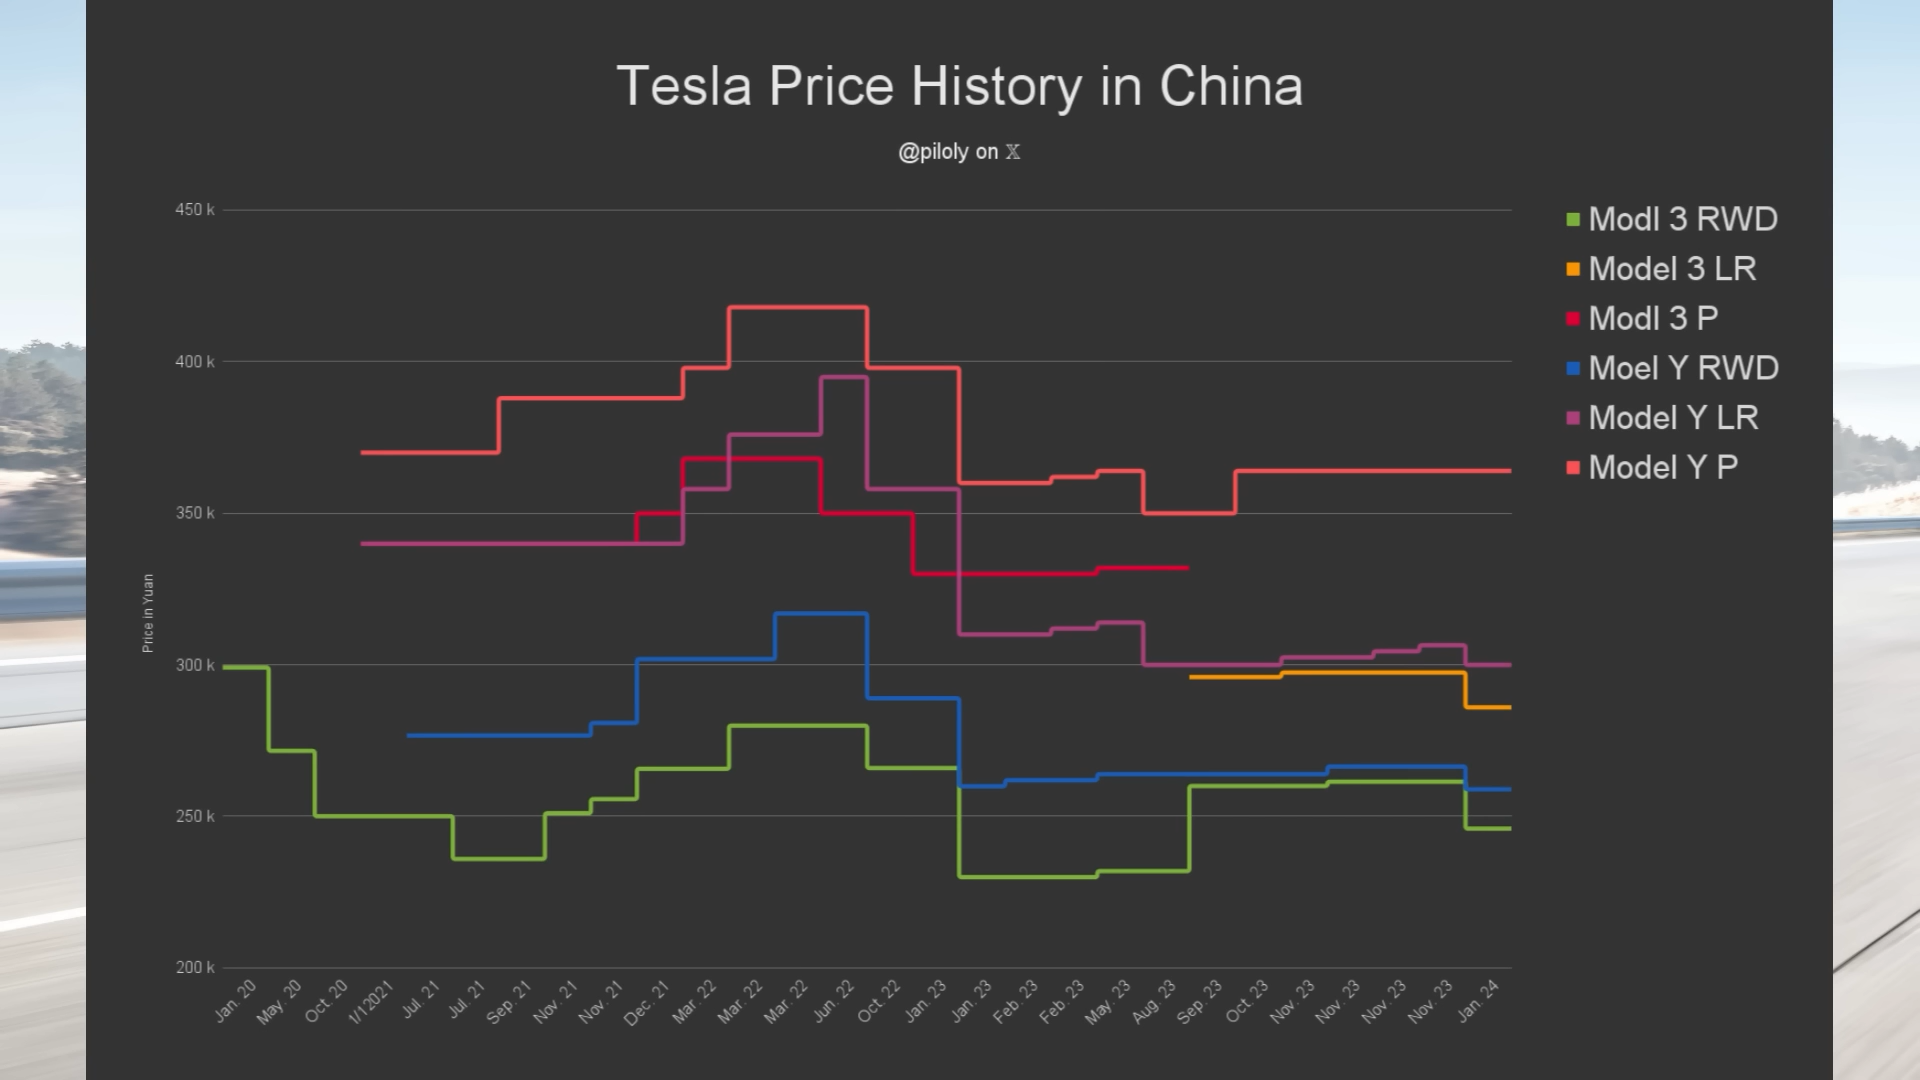 Tesla Price History in China
@piloly on 𝕏
450 k
400 k
350 k
300 k
250 k
200 k
Price in Yuan
Jan. 20
May. 20
Oct. 20
1/1/2021
Jul. 21
Jul. 21
Sep. 21
Nov. 21
Nov. 21
Dec. 21
Mar. 22
Mar. 22
Mar. 22
Jun. 22
Oct. 22
Jan. 23
Jan. 23
Feb. 23
Feb. 23
May. 23
Aug. 23
Sep. 23
Oct. 23
Nov. 23
Nov. 23
Nov. 23
Nov. 23
Jan. 24
Modl 3 RWD
Model 3 LR
Modl 3 P
Moel Y RWD
Model Y LR
Model Y P